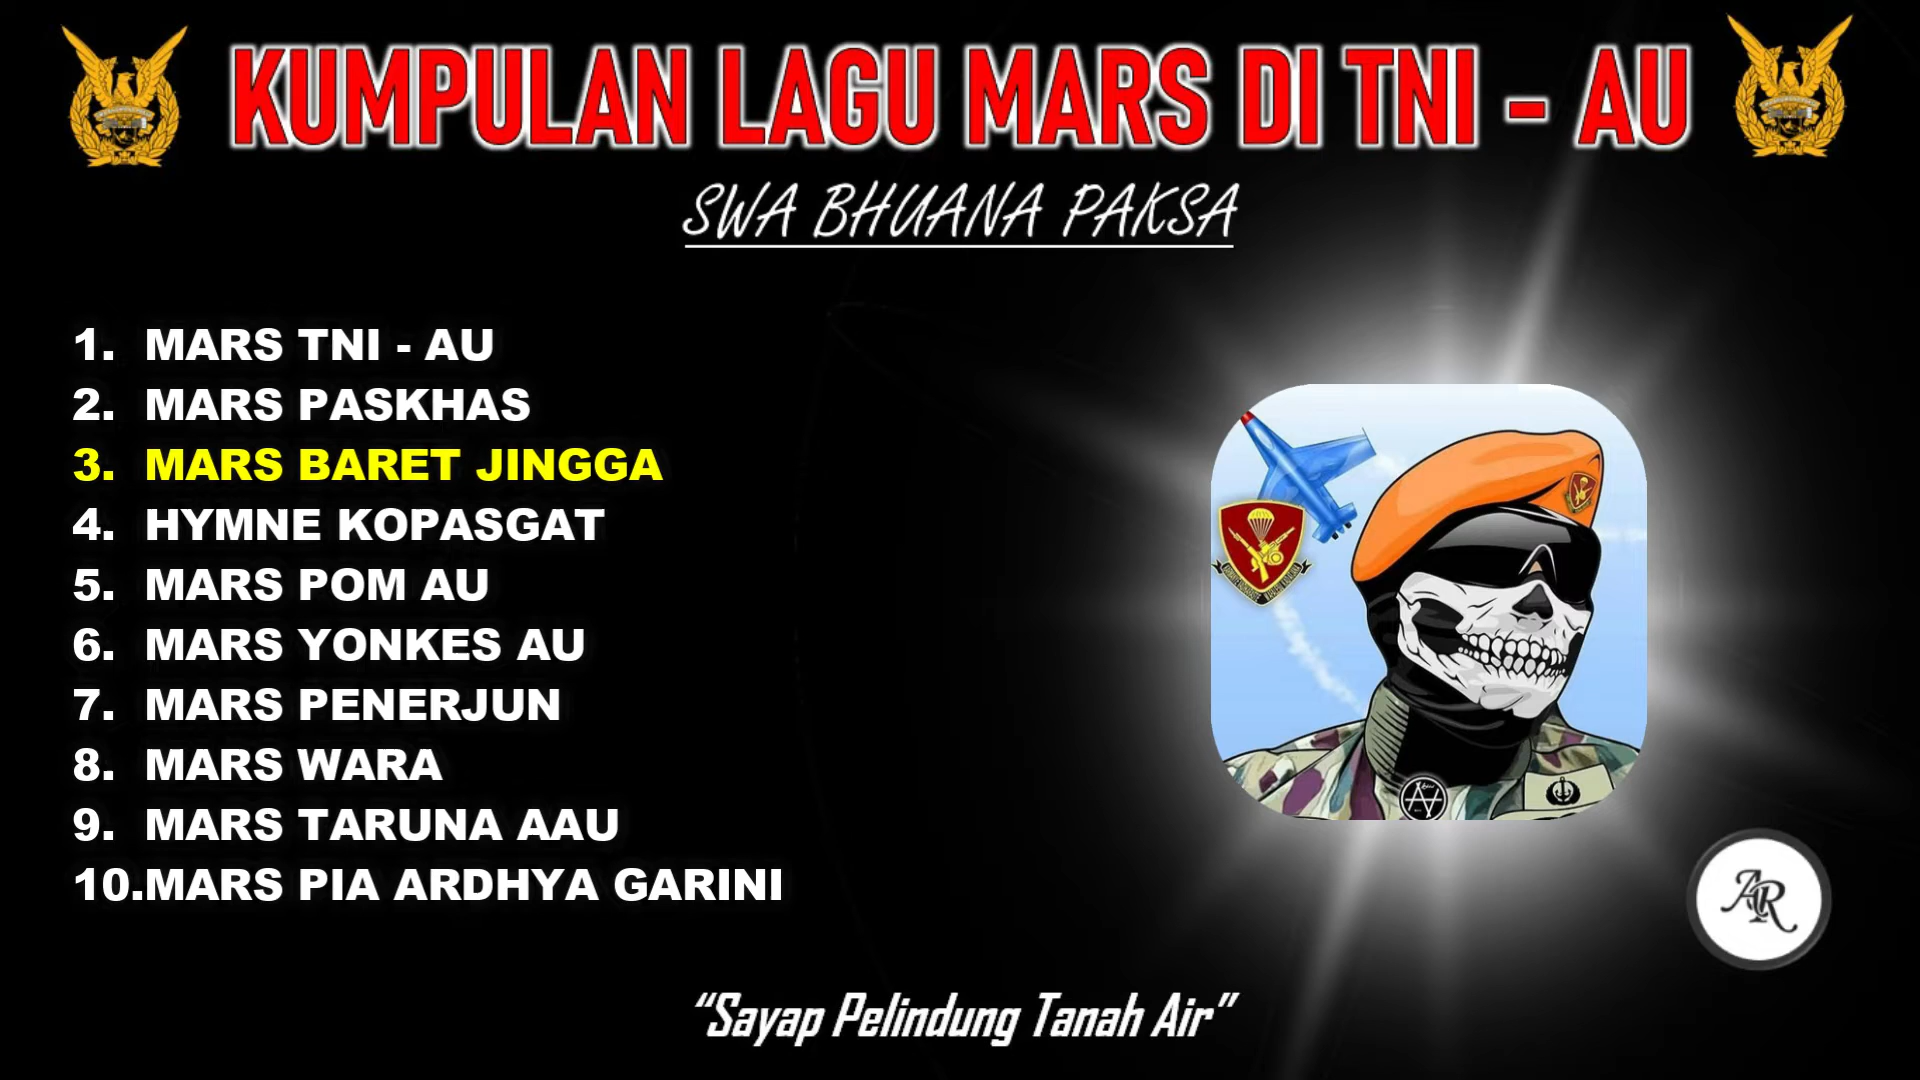 KUMPULAN LAGU MARS DI TNI - AU
SWA BHUANA PAKSA
1. MARS TNI - AU
2. MARS PASKHAS
3. MARS BARET JINGGA
4. HYMNE KOPASGAT
5. MARS POM AU
6. MARS YONKES AU
7. MARS PENERJUN
8. MARS WARA
9. MARS TARUNA AAU
10.MARS PIA ARDHYA GARINI
AR
“Sayap Pelindung Tanah Air”